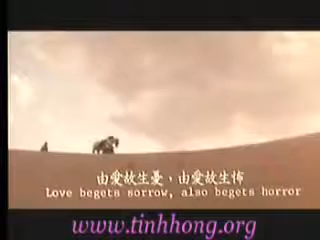 由愛故生憂，由愛故生怖
Love begets sorrow, also begets horror
www.tinhhong.org